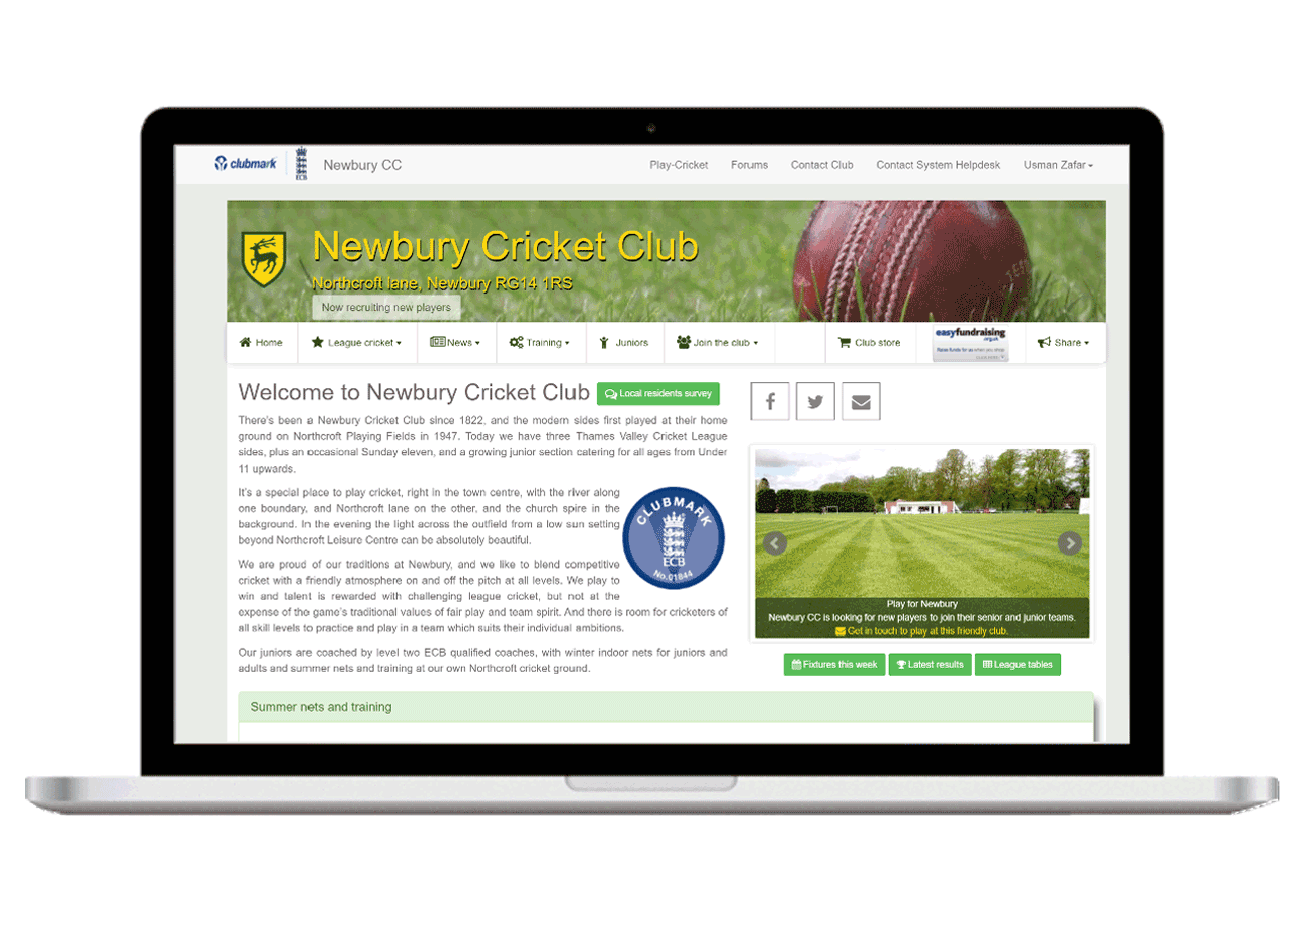 clubmark
ECB
Newbury CC
Play-Cricket
Forums
Contact Club
Contact System Helpdesk
Usman Zafar
Newbury Cricket Club
Northcroft lane, Newbury RG14 1RS
Now recruiting new players
Home
League cricket
News
Training
Juniors
Join the club
Club store
easyfundraising
.org.uk
Raise funds for us when you shop
Share
Welcome to Newbury Cricket Club
Local residents survey
There's been a Newbury Cricket Club since 1822, and the modern sides first played at their home
ground on Northcroft Playing Fields in 1947. Today we have three Thames Valley Cricket League
sides, plus an occasional Sunday eleven, and a growing junior section catering for all ages from Under
11 upwards.
It's a special place to play cricket, right in the town centre, with the river along
one boundary, and Northcroft lane on the other, and the church spire in the
background. In the evening the light across the outfield from a low sun setting
beyond Northcroft Leisure Centre can be absolutely beautiful.
CLUBMARK
ECB
No.01844
We are proud of our traditions at Newbury, and we like to blend competitive
cricket with a friendly atmosphere on and off the pitch at all levels. We play to
win and talent is rewarded with challenging league cricket, but not at the
expense of the game's traditional values of fair play and team spirit. And there is room for cricketers of
all skill levels to practice and play in a team which suits their individual ambitions.
Our juniors are coached by level two ECB qualified coaches, with winter indoor nets for juniors and
adults and summer nets and training at our own Northcroft cricket ground.
Play for Newbury
Newbury CC is looking for new players to join their senior and junior teams.
Get in touch to play at this friendly club.
Fixtures this week
Latest results
League tables
Summer nets and training